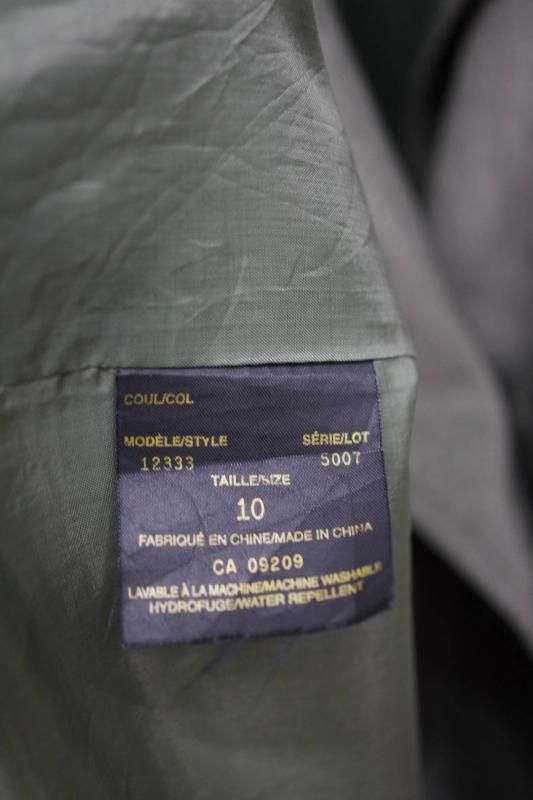 COUL/COL
MODÈLE/STYLE SÉRIE/LOT
12333 5007
TAILLE/SIZE
10
FABRIQUÉ EN CHINE/MADE IN CHINA
CA 09209
LAVABLE À LA MACHINE/MACHINE WASHABLE
HYDROFUGE/WATER REPELLENT